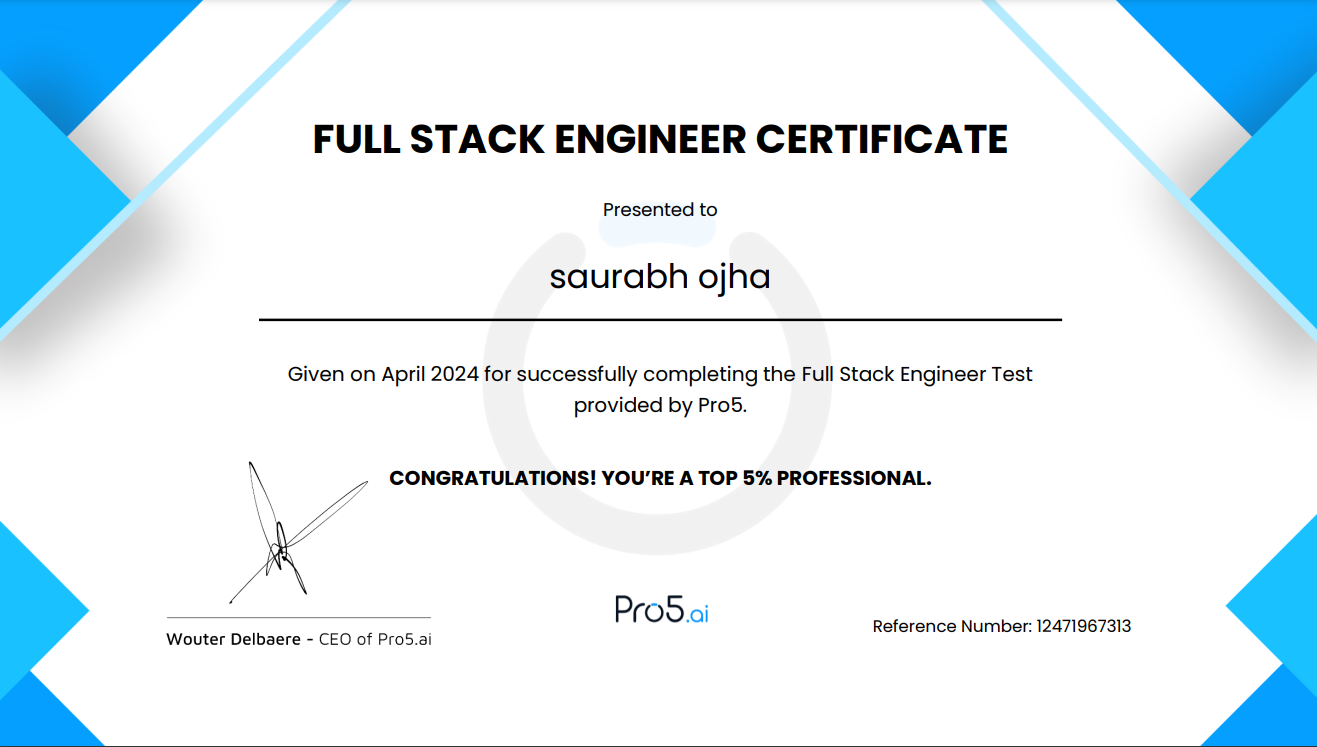 FULL STACK ENGINEER CERTIFICATE
Presented to
saurabh ojha
Given on April 2024 for successfully completing the Full Stack Engineer Test
provided by Pro5.
CONGRATULATIONS! YOU’RE A TOP 5% PROFESSIONAL.
Wouter Delbaere - CEO of Pro5.ai
Pro5.ai
Reference Number: 12471967313